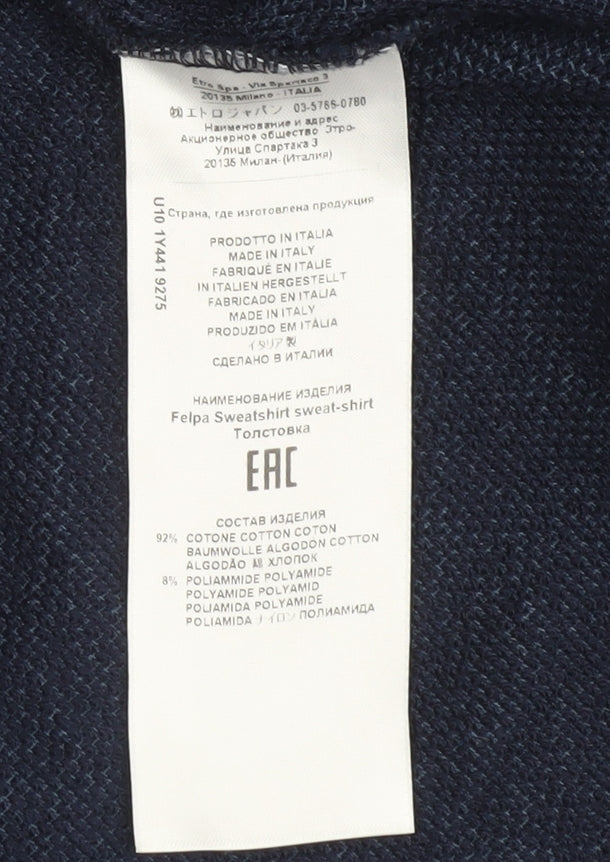 Etro Spa - Via Spartaco 3
20135 Milano - ITALIA
㈱エトロジャパン 03-5766-0780
Наименование и адрес
Акционерное общество Этро-
Улица Спартака 3
20135 Милан- (Италия)
Страна, где изготовлена продукция
U10 1Y441 9275
PRODOTTO IN ITALIA
MADE IN ITALY
FABRIQUÉ EN ITALIE
IN ITALIEN HERGESTELLT
FABRICADO EN ITALIA
MADE IN ITALY
PRODUZIDO EM ITÁLIA
イタリア製
СДЕЛАНО В ИТАЛИИ
НАИМЕНОВАНИЕ ИЗДЕЛИЯ
Felpa Sweatshirt sweat-shirt
Толстовка
EAC
СОСТАВ ИЗДЕЛИЯ
92% COTONE COTTON COTON
BAUMWOLLE ALGODÓN COTTON
ALGODÃO 綿 ХЛОПОК
8% POLIAMMIDE POLYAMIDE
POLYAMIDE POLYAMID
POLIAMIDA POLYAMIDE
POLIAMIDA ナイロン ПОЛИАМИДА